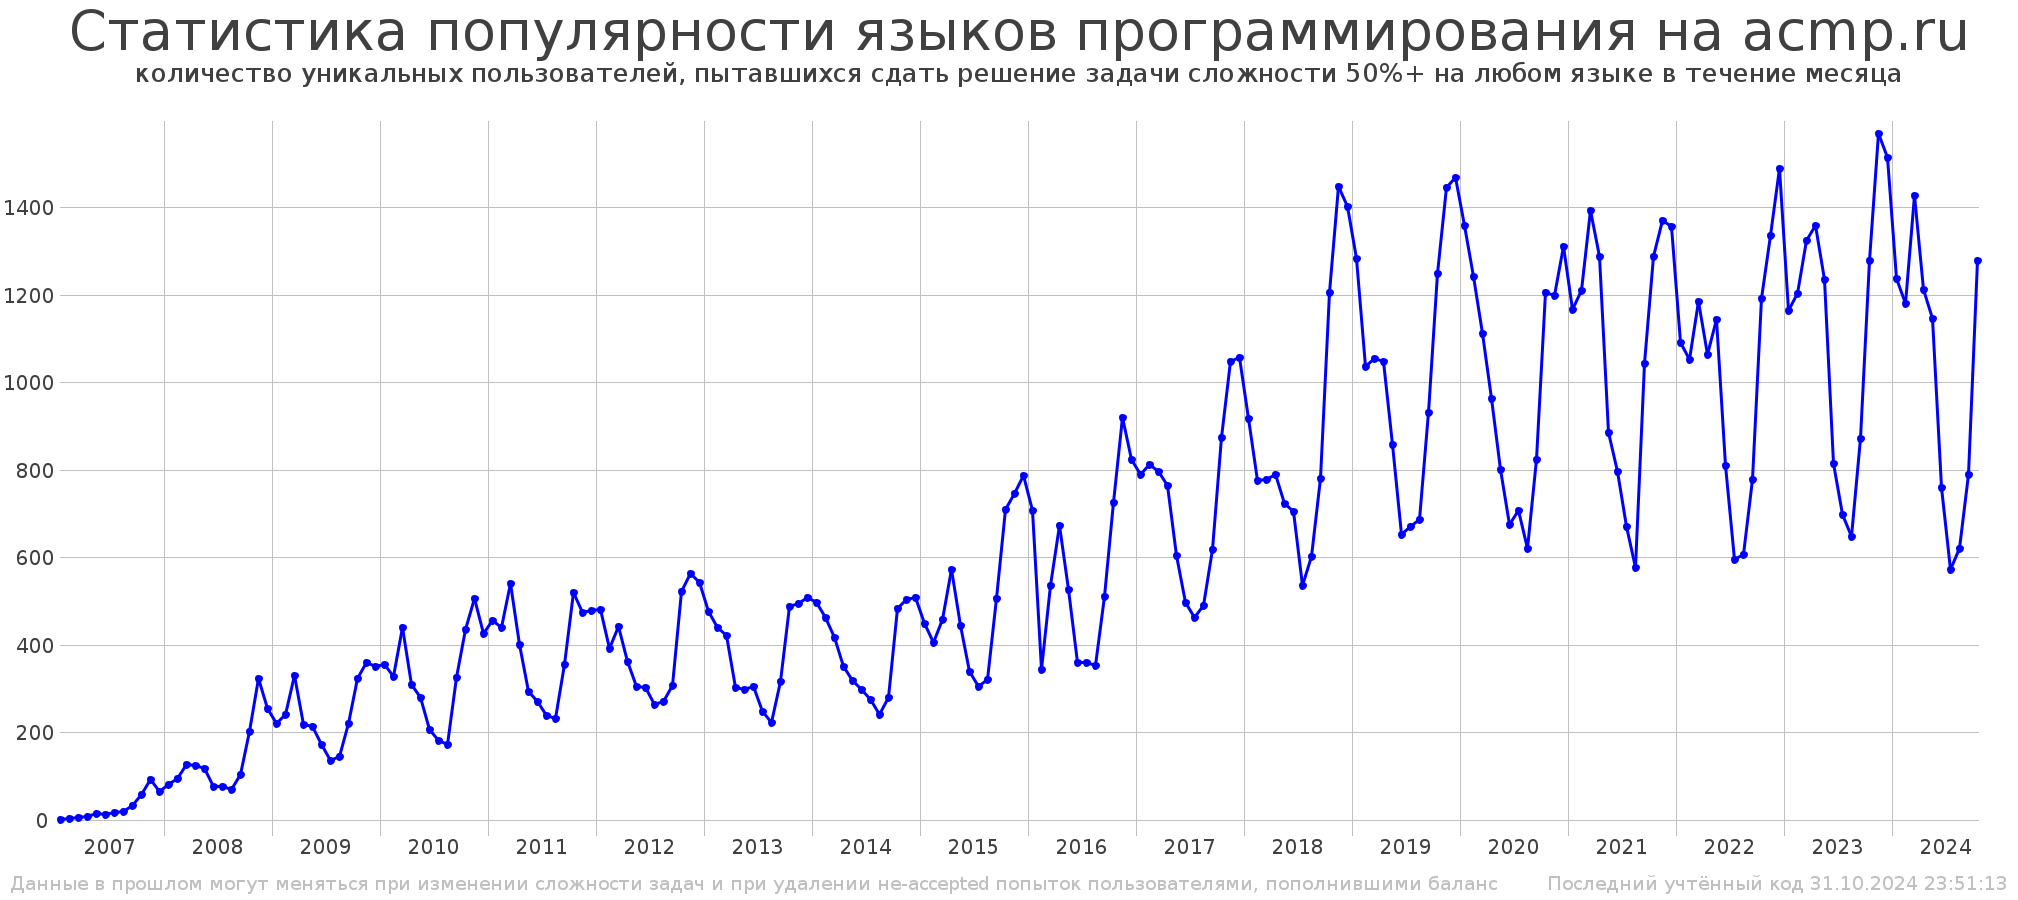 Статистика популярности языков программирования на acmp.ru
количество уникальных пользователей, пытавшихся сдать решение задачи сложности 50%+ на любом языке в течение месяца
1400
1200
1000
800
600
400
200
0
2007 2008 2009 2010 2011 2012 2013 2014 2015 2016 2017 2018 2019 2020 2021 2022 2023 2024
Данные в прошлом могут меняться при изменении сложности задач и при удалении не-accepted попыток пользователями, пополнившими баланс Последний учтённый код 31.10.2024 23:51:13